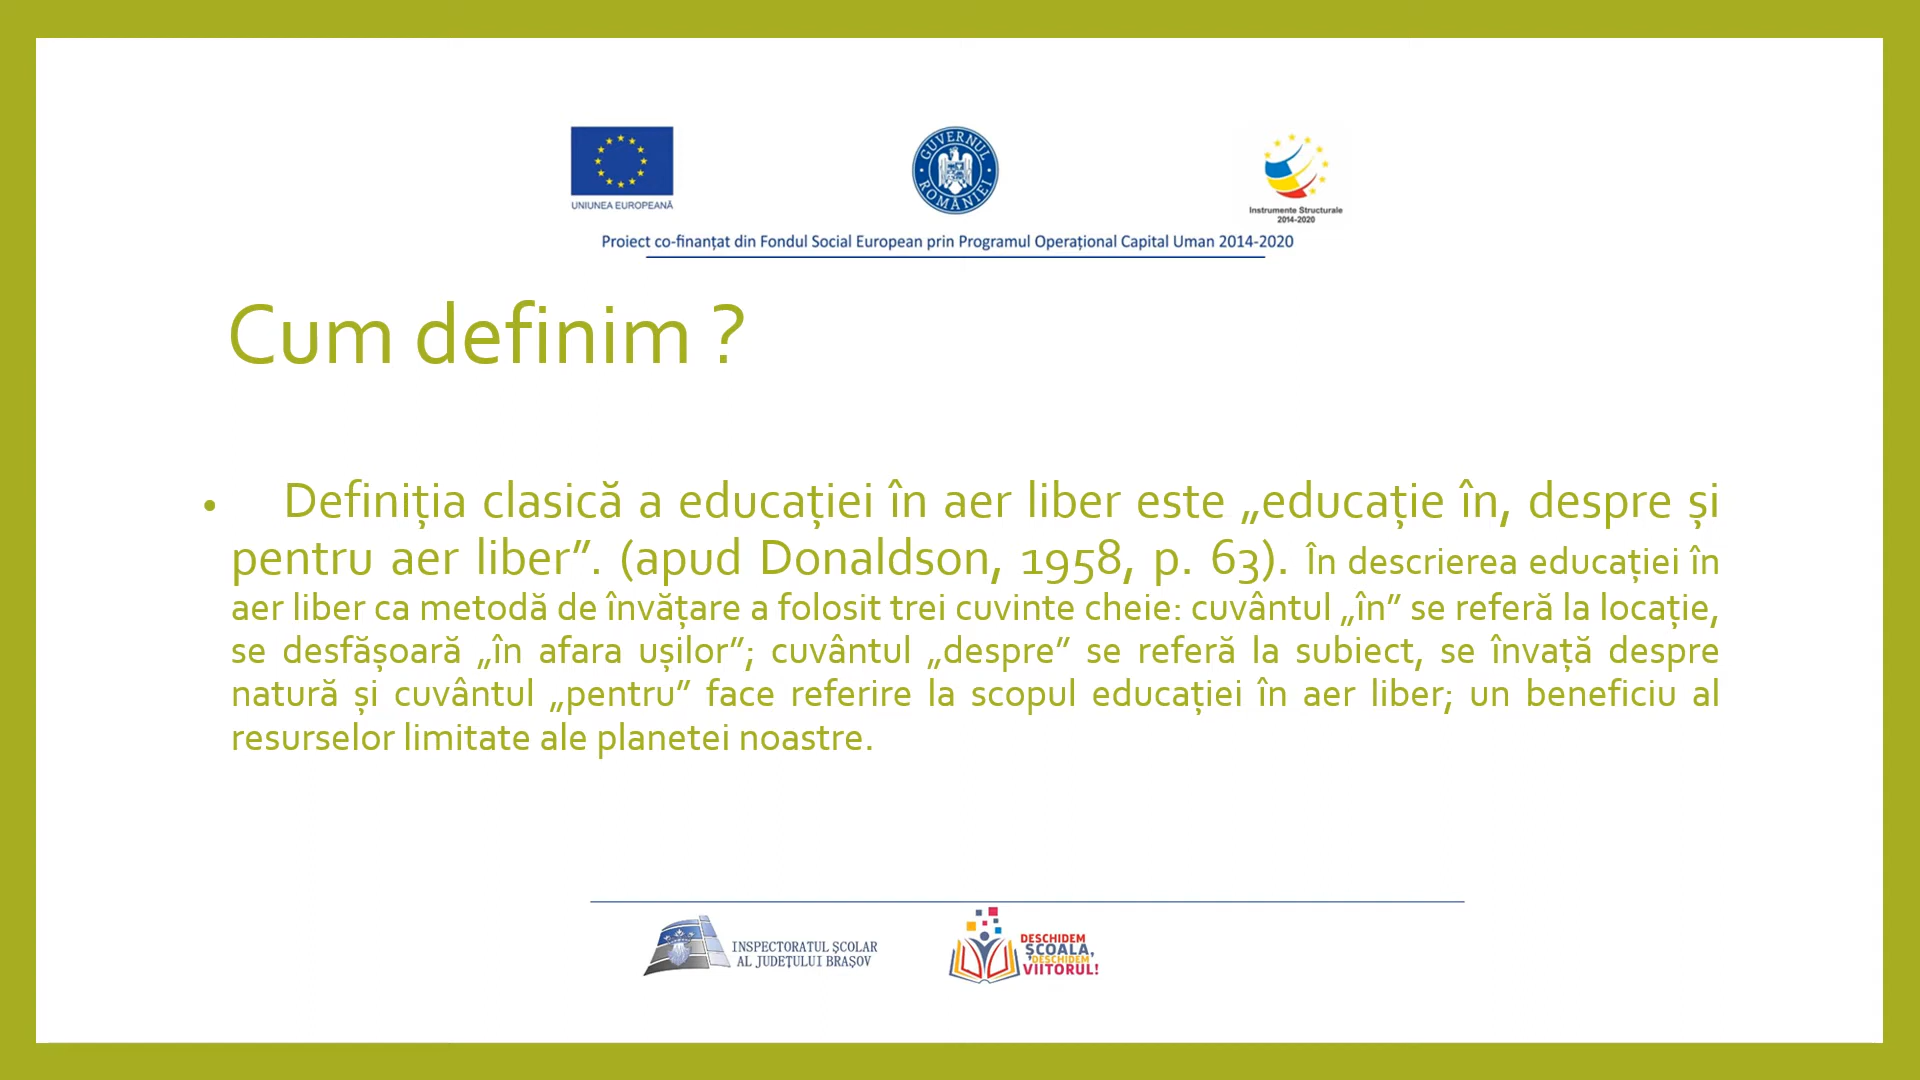 UNIUNEA EUROPEANĂ
GUVERNUL ROMÂNIEI
Instrumente Structurale
2014-2020
Proiect co-finanțat din Fondul Social European prin Programul Operațional Capital Uman 2014-2020
Cum definim ?
• Definiția clasică a educației în aer liber este „educație în, despre și
pentru aer liber”. (apud Donaldson, 1958, p. 63). În descrierea educației în
aer liber ca metodă de învățare a folosit trei cuvinte cheie: cuvântul „în” se referă la locație,
se desfășoară „în afara ușilor”; cuvântul „despre” se referă la subiect, se învață despre
natură și cuvântul „pentru” face referire la scopul educației în aer liber; un beneficiu al
resurselor limitate ale planetei noastre.
INSPECTORATUL ŞCOLAR
AL JUDEŢULUI BRAŞOV
DESCHIDEM
ȘCOALA,
DESCHIDEM
VIITORUL!